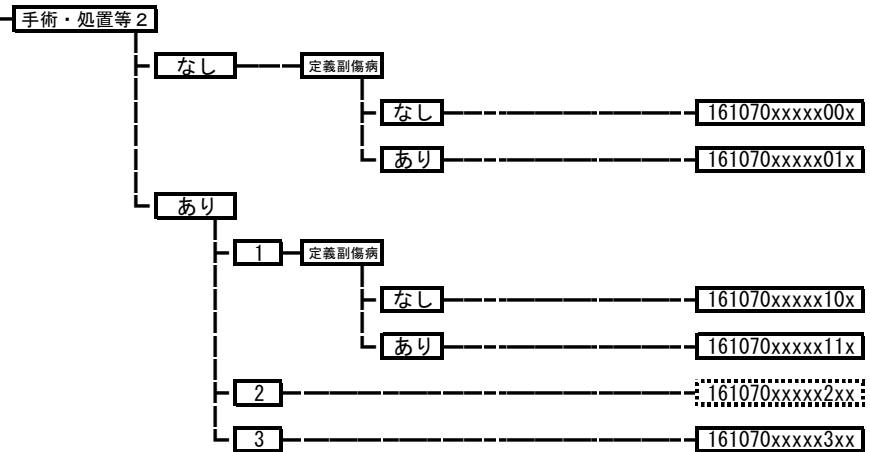 手術・処置等２
なし 定義副傷病
なし 161070xxxxx00x
あり 161070xxxxx01x
あり
1 定義副傷病
なし 161070xxxxx10x
あり 161070xxxxx11x
2 161070xxxxx2xx
3 161070xxxxx3xx